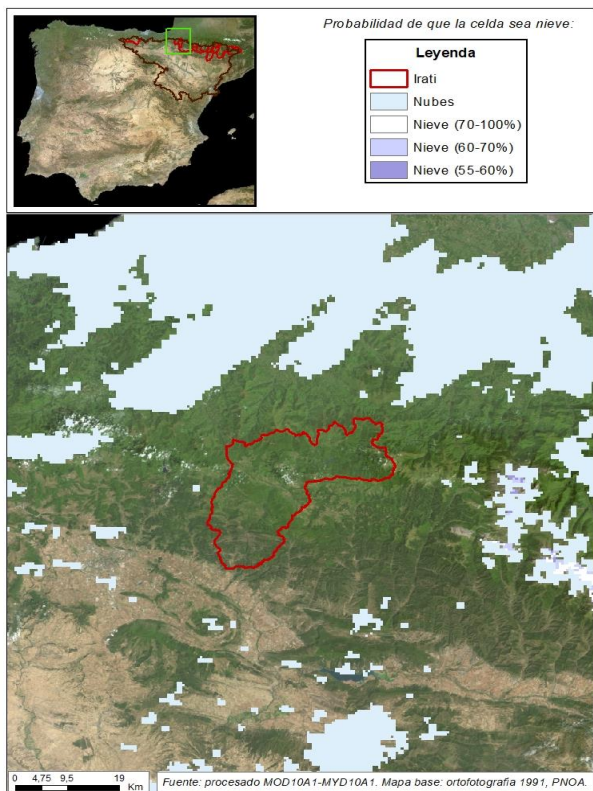 Probabilidad de que la celda sea nieve:
Leyenda
Irati
Nubes
Nieve (70-100%)
Nieve (60-70%)
Nieve (55-60%)
0 4,75 9,5 19
Km
Fuente: procesado MOD10A1-MYD10A1. Mapa base: ortofotografía 1991, PNOA.